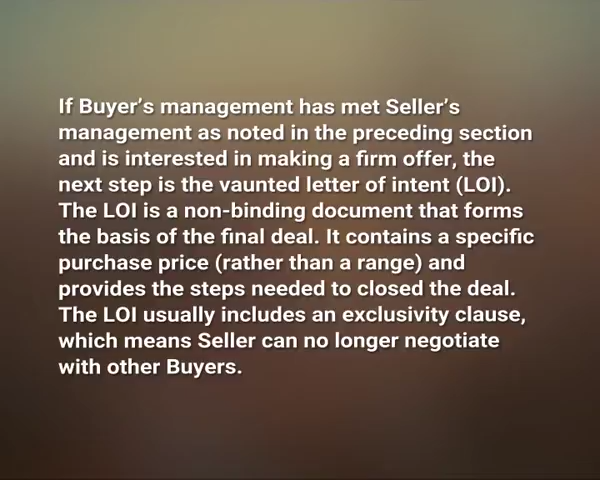 If Buyer’s management has met Seller’s
management as noted in the preceding section
and is interested in making a firm offer, the
next step is the vaunted letter of intent (LOI).
The LOI is a non-binding document that forms
the basis of the final deal. It contains a specific
purchase price (rather than a range) and
provides the steps needed to closed the deal.
The LOI usually includes an exclusivity clause,
which means Seller can no longer negotiate
with other Buyers.